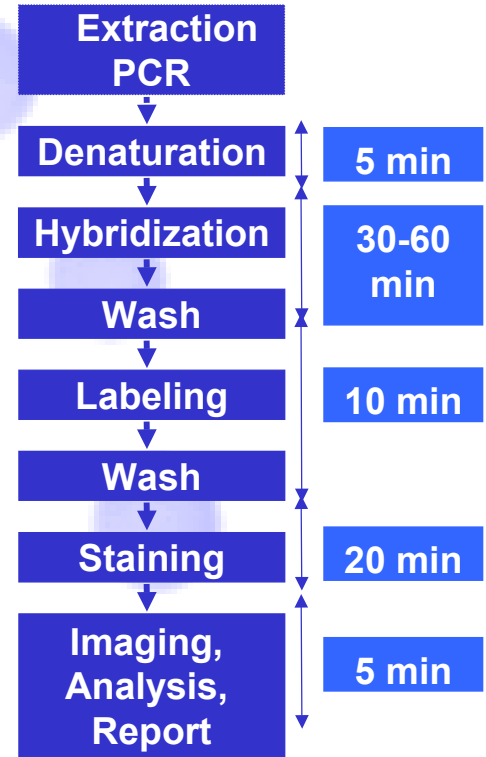 Extraction
PCR
Denaturation
5 min
Hybridization
30-60
min
Wash
Labeling
10 min
Wash
Staining
20 min
Imaging,
Analysis,
Report
5 min